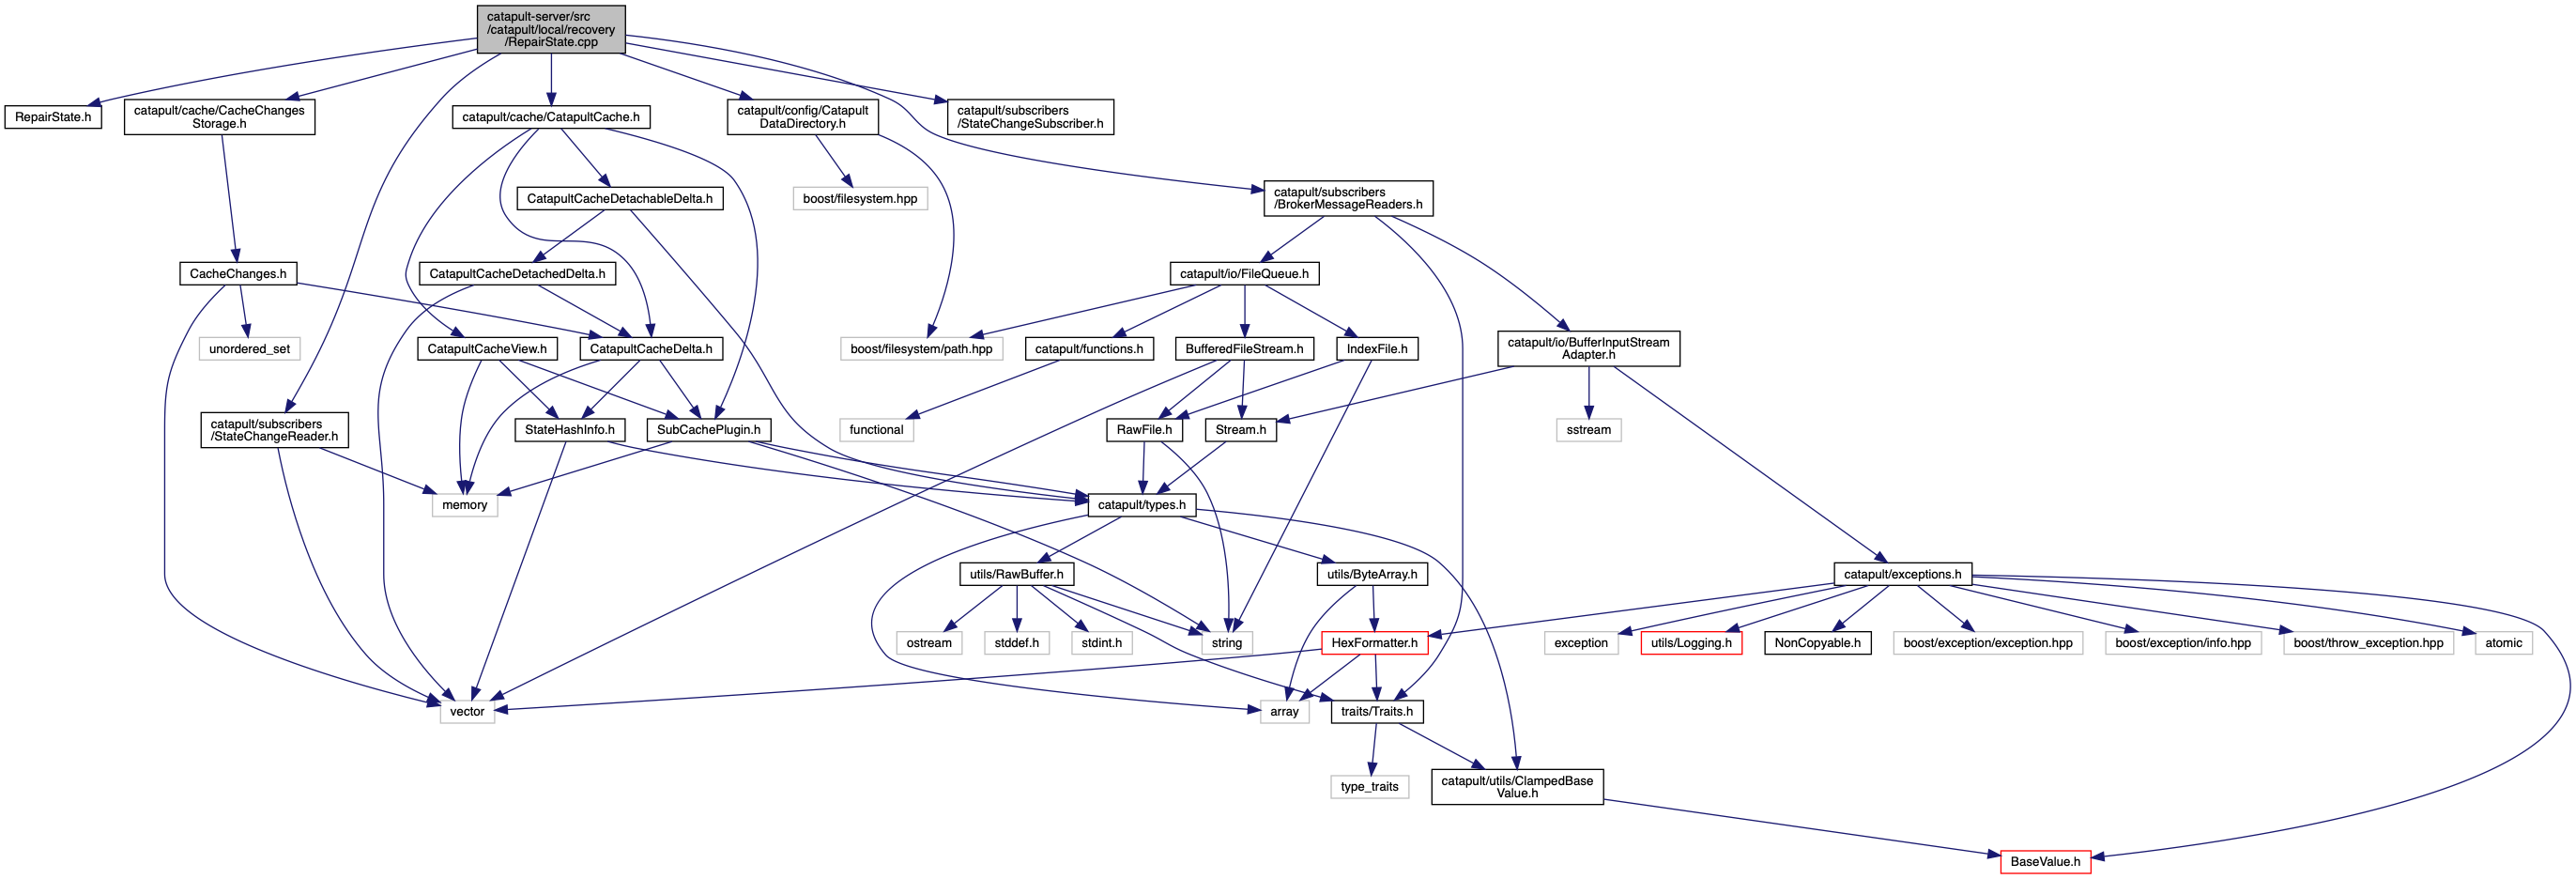 catapult-server/src
/catapult/local/recovery
/RepairState.cpp
RepairState.h
catapult/cache/CacheChanges
Storage.h
catapult/cache/CatapultCache.h
catapult/config/Catapult
DataDirectory.h
catapult/subscribers
/StateChangeSubscriber.h
CatapultCacheDetachableDelta.h
boost/filesystem.hpp
catapult/subscribers
/BrokerMessageReaders.h
CacheChanges.h
CatapultCacheDetachedDelta.h
catapult/io/FileQueue.h
unordered_set
CatapultCacheView.h
CatapultCacheDelta.h
boost/filesystem/path.hpp
catapult/functions.h
BufferedFileStream.h
IndexFile.h
catapult/io/BufferInputStream
Adapter.h
catapult/subscribers
/StateChangeReader.h
StateHashInfo.h
SubCachePlugin.h
functional
RawFile.h
Stream.h
sstream
memory
catapult/types.h
utils/RawBuffer.h
utils/ByteArray.h
catapult/exceptions.h
ostream
stddef.h
stdint.h
string
HexFormatter.h
exception
utils/Logging.h
NonCopyable.h
boost/exception/exception.hpp
boost/exception/info.hpp
boost/throw_exception.hpp
atomic
vector
array
traits/Traits.h
type_traits
catapult/utils/ClampedBase
Value.h
BaseValue.h